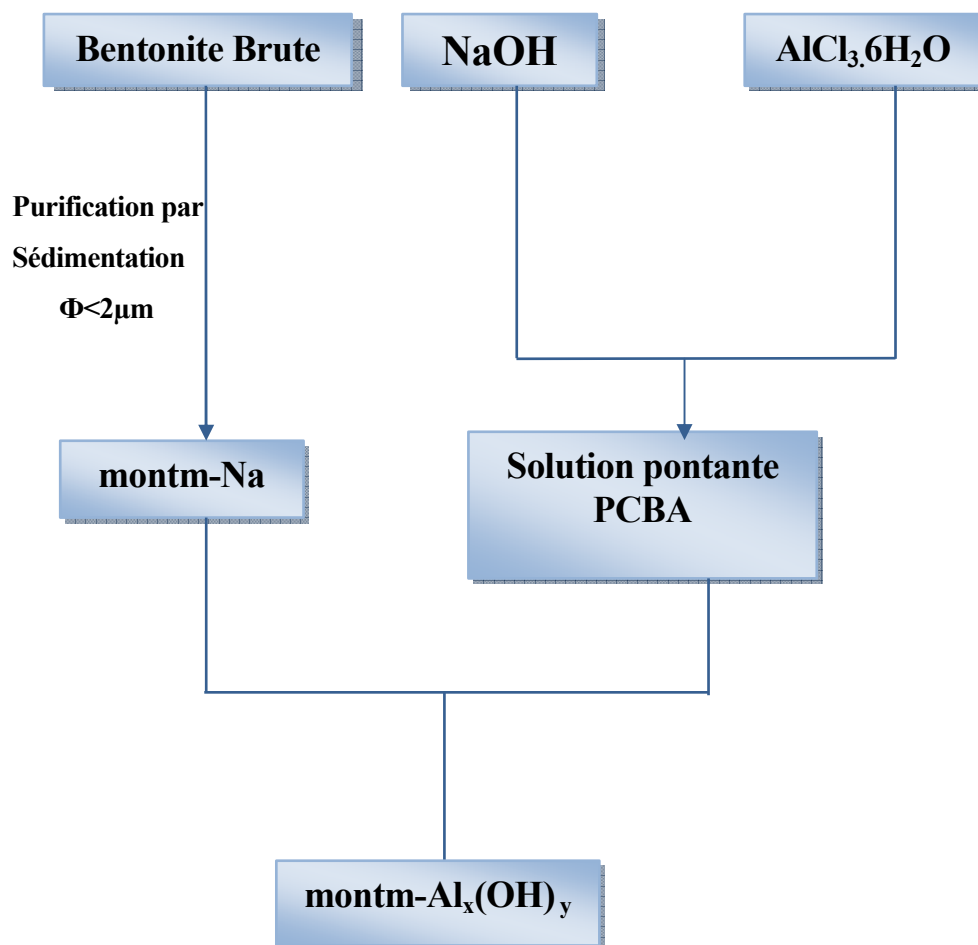 Bentonite Brute
NaOH
AlCl₃.6H₂O
Purification par
Sédimentation
Φ<2µm
montm-Na
Solution pontante
PCBA
montm-Alₓ(OH) ᵧ